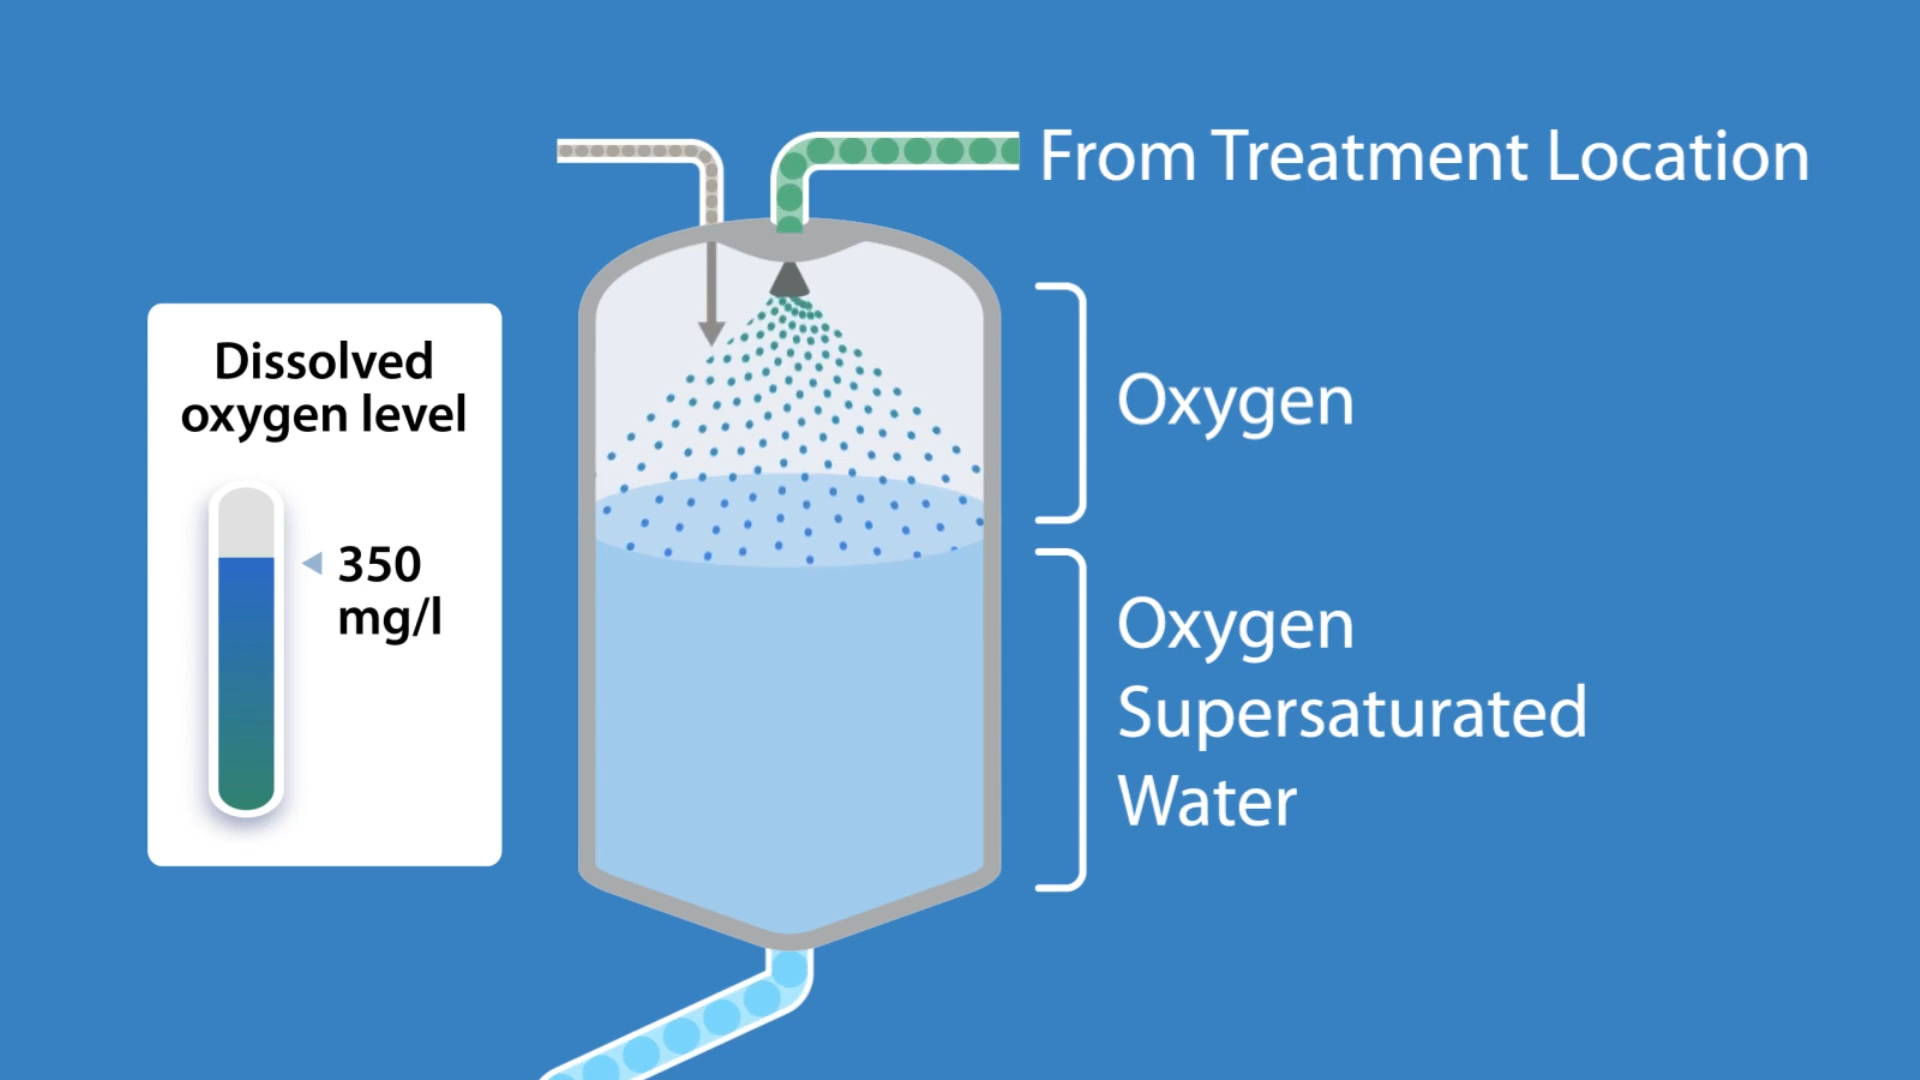 From Treatment Location
Dissolved
oxygen level
350
mg/l
Oxygen
Oxygen
Supersaturated
Water